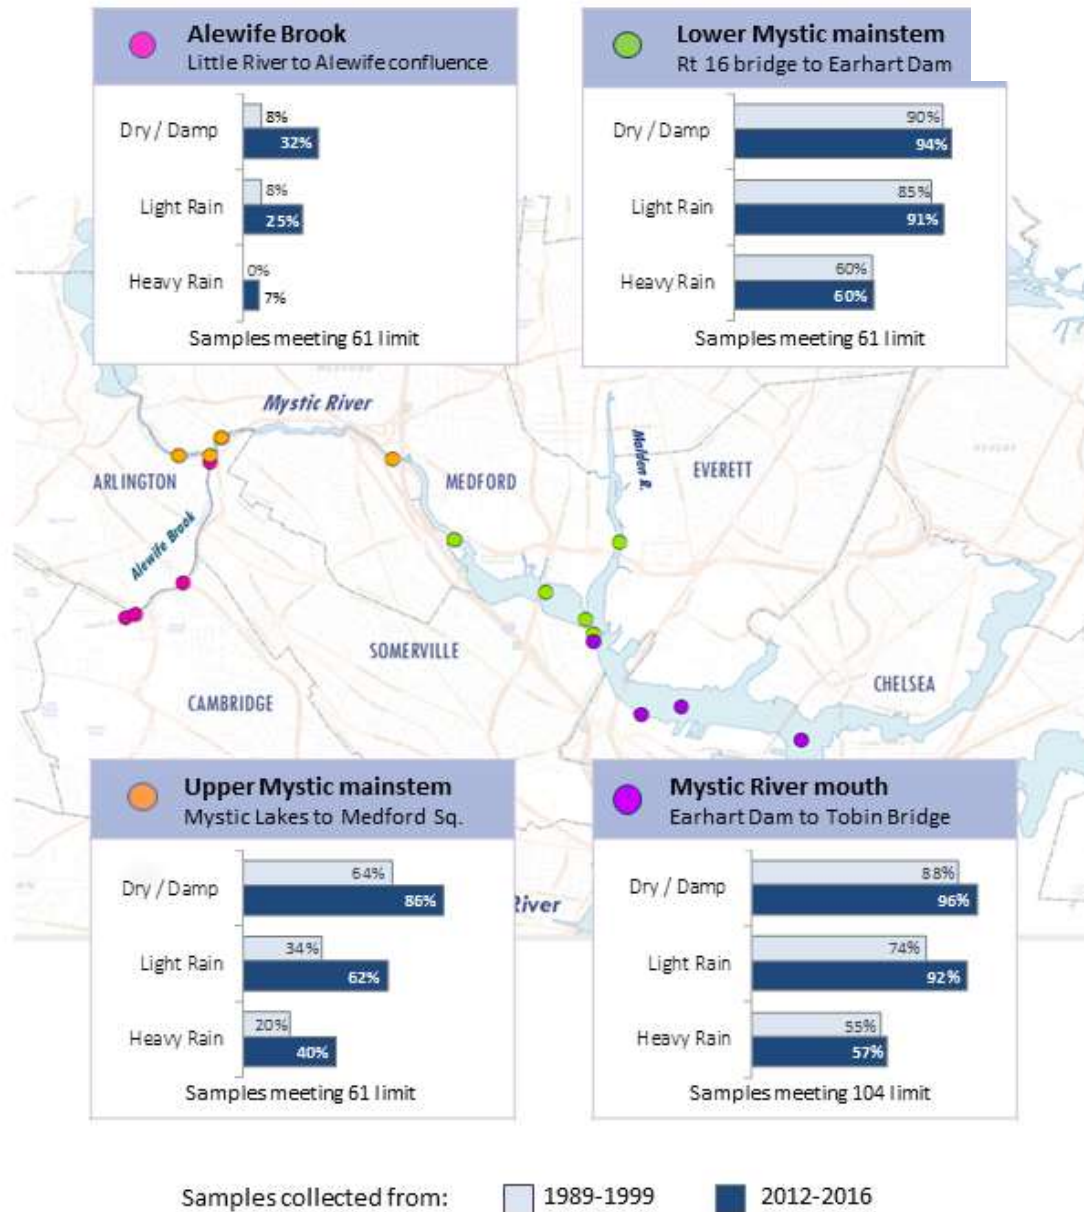 Alewife Brook
Little River to Alewife confluence
Dry / Damp
8%
32%
Light Rain
8%
25%
Heavy Rain
0%
7%
Samples meeting 61 limit
Lower Mystic mainstem
Rt 16 bridge to Earhart Dam
Dry / Damp
90%
94%
Light Rain
85%
91%
Heavy Rain
60%
60%
Samples meeting 61 limit
Mystic River
Malden R.
ARLINGTON
MEDFORD
EVERETT
Alewife Brook
SOMERVILLE
CAMBRIDGE
CHELSEA
Upper Mystic mainstem
Mystic Lakes to Medford Sq.
Dry / Damp
64%
86%
Light Rain
34%
62%
Heavy Rain
20%
40%
Samples meeting 61 limit
River
Mystic River mouth
Earhart Dam to Tobin Bridge
Dry / Damp
88%
96%
Light Rain
74%
92%
Heavy Rain
55%
57%
Samples meeting 104 limit
Samples collected from: 1989-1999 2012-2016